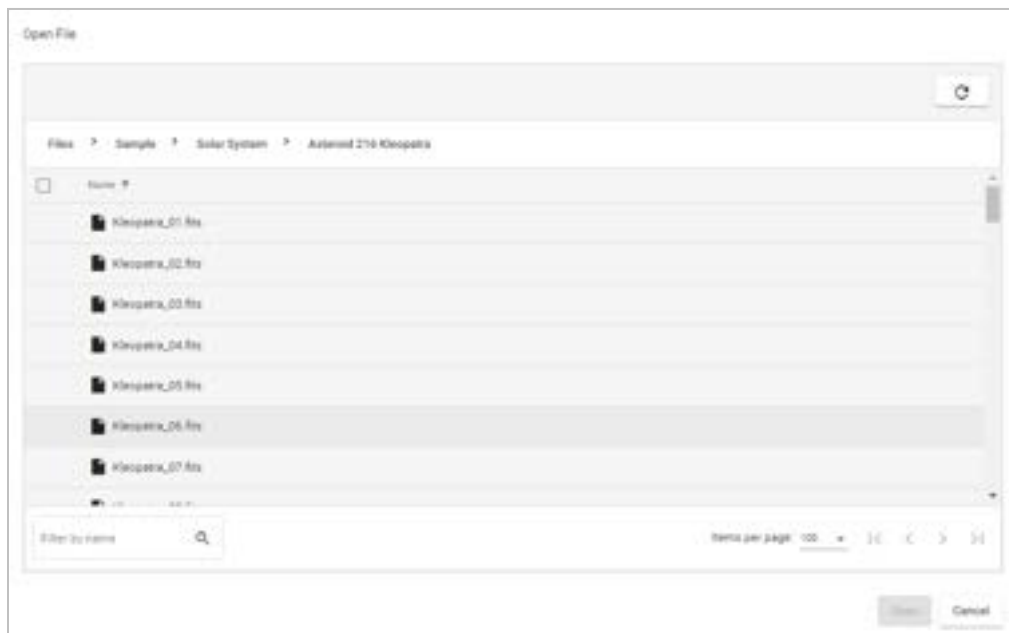 Open File
Files > Sample > Solar System > Asteroid 216 Kleopatra
Name
Kleopatra_01.fits
Kleopatra_02.fits
Kleopatra_03.fits
Kleopatra_04.fits
Kleopatra_05.fits
Kleopatra_06.fits
Kleopatra_07.fits
Filter by name
Items per page: 100
Open Cancel